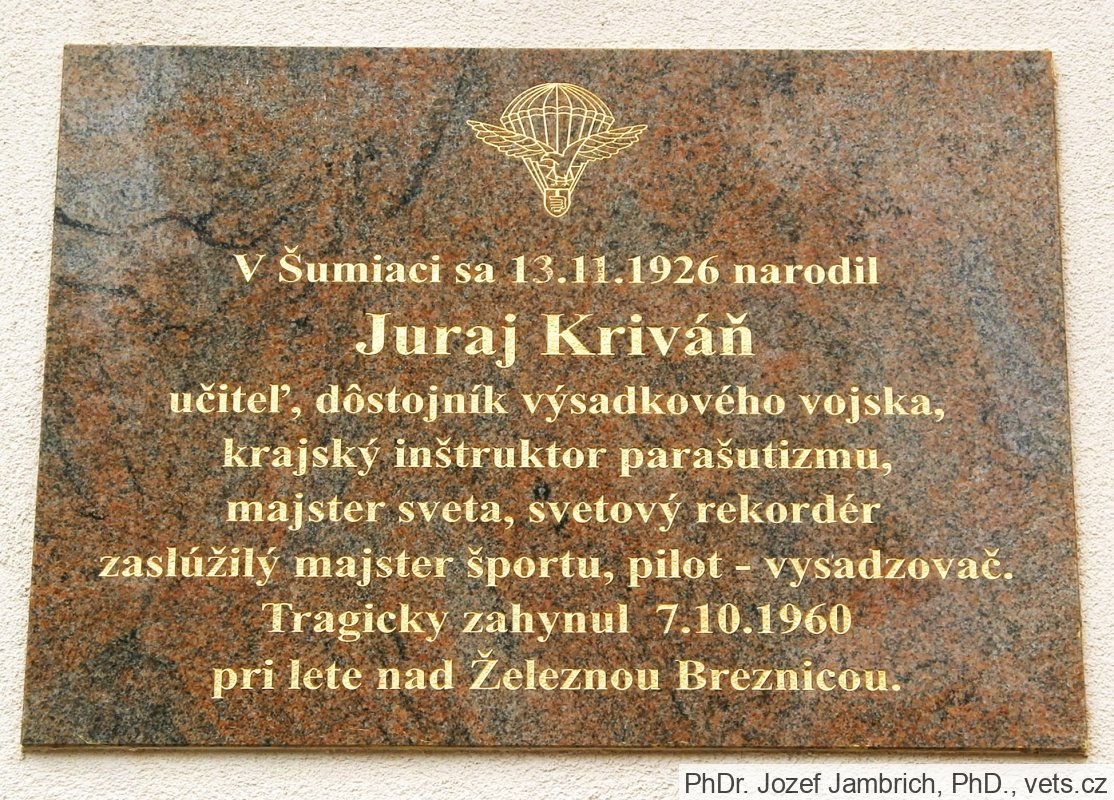 V Šumiaci sa 13.11.1926 narodil
Juraj Kriváň
učiteľ, dôstojník výsadkového vojska,
krajský inštruktor parašutizmu,
majster sveta, svetový rekordér
zaslúžilý majster športu, pilot - vysadzovač.
Tragicky zahynul 7.10.1960
pri lete nad Železnou Breznicou.
PhDr. Jozef Jambrich, PhD., vets.cz